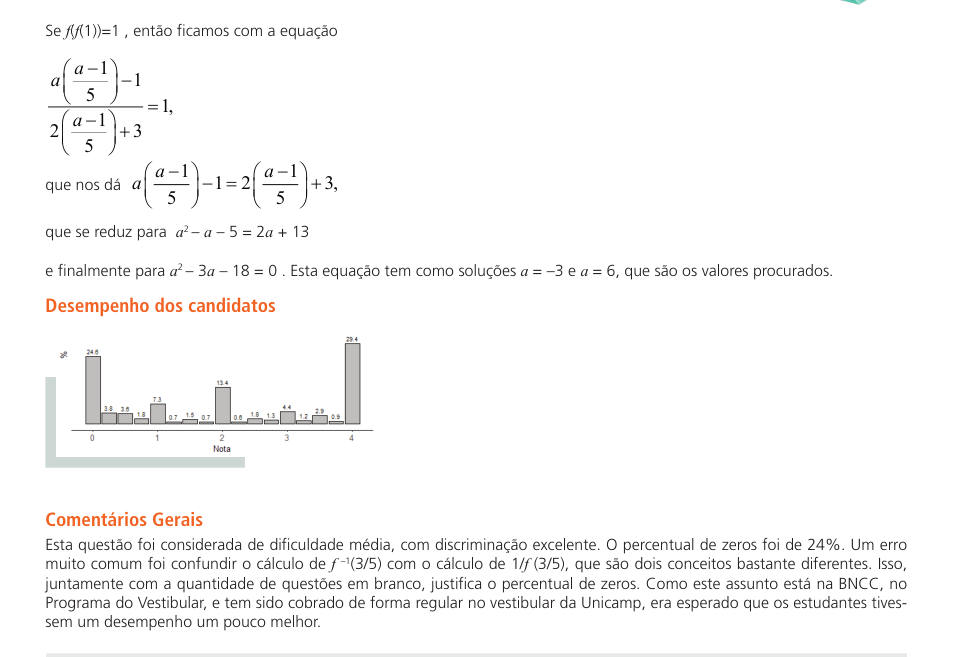 Se f(f(1))=1 , então ficamos com a equação
a((a−1)/5)−1
2((a−1)/5)+3
=1,
que nos dá a((a−1)/5)−1=2((a−1)/5)+3,
que se reduz para a² – a – 5 = 2a + 13
e finalmente para a² – 3a – 18 = 0 . Esta equação tem como soluções a = –3 e a = 6, que são os valores procurados.
Desempenho dos candidatos
%
24.6 3.8 3.6 1.8 7.3 0.7 1.5 0.7 13.4 0.6 1.8 1.3 4.4 1.2 2.9 0.9 29.4
0 1 2 3 4
Nota
Comentários Gerais
Esta questão foi considerada de dificuldade média, com discriminação excelente. O percentual de zeros foi de 24%. Um erro
muito comum foi confundir o cálculo de f ⁻¹(3/5) com o cálculo de 1/f (3/5), que são dois conceitos bastante diferentes. Isso,
juntamente com a quantidade de questões em branco, justifica o percentual de zeros. Como este assunto está na BNCC, no
Programa do Vestibular, e tem sido cobrado de forma regular no vestibular da Unicamp, era esperado que os estudantes tives-
sem um desempenho um pouco melhor.